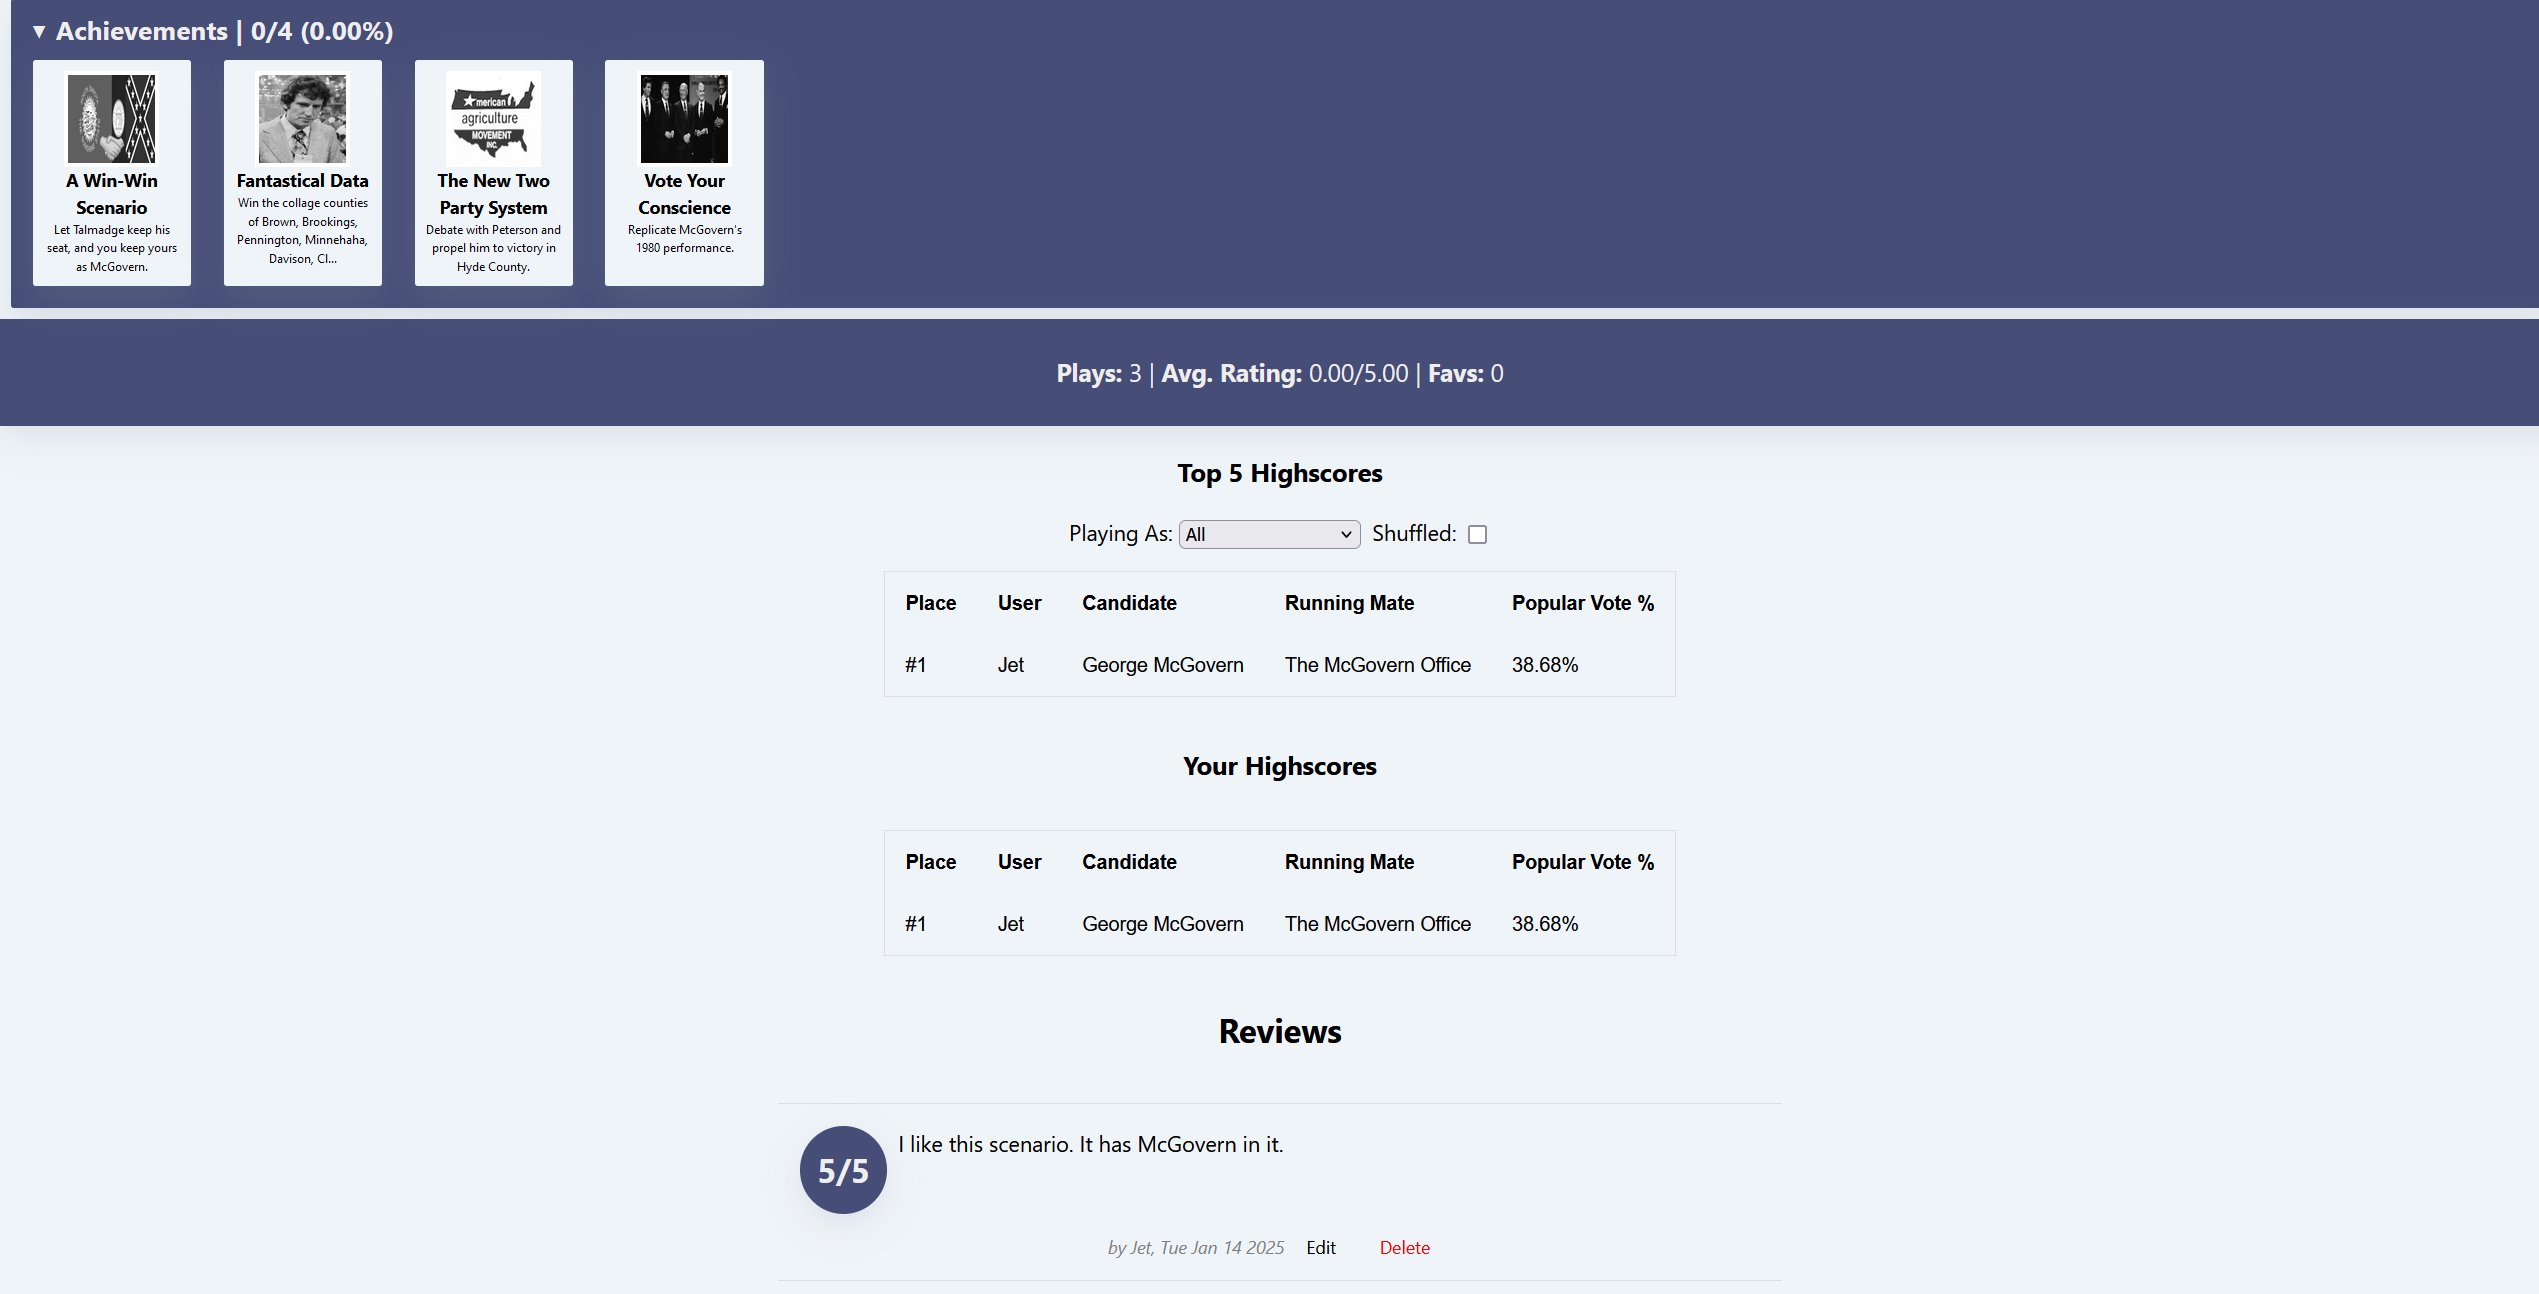 ▼ Achievements | 0/4 (0.00%)
A Win-Win
Scenario
Let Talmadge keep his
seat, and you keep yours
as McGovern.
Fantastical Data
Win the collage counties
of Brown, Brookings,
Pennington, Minnehaha,
Davison, Cl...
merican
agriculture
MOVEMENT
INC.
The New Two
Party System
Debate with Peterson and
propel him to victory in
Hyde County.
Vote Your
Conscience
Replicate McGovern's
1980 performance.
Plays: 3 | Avg. Rating: 0.00/5.00 | Favs: 0
Top 5 Highscores
Playing As: All Shuffled:
Place User Candidate Running Mate Popular Vote %
#1 Jet George McGovern The McGovern Office 38.68%
Your Highscores
Place User Candidate Running Mate Popular Vote %
#1 Jet George McGovern The McGovern Office 38.68%
Reviews
5/5 I like this scenario. It has McGovern in it.
by Jet, Tue Jan 14 2025 Edit Delete